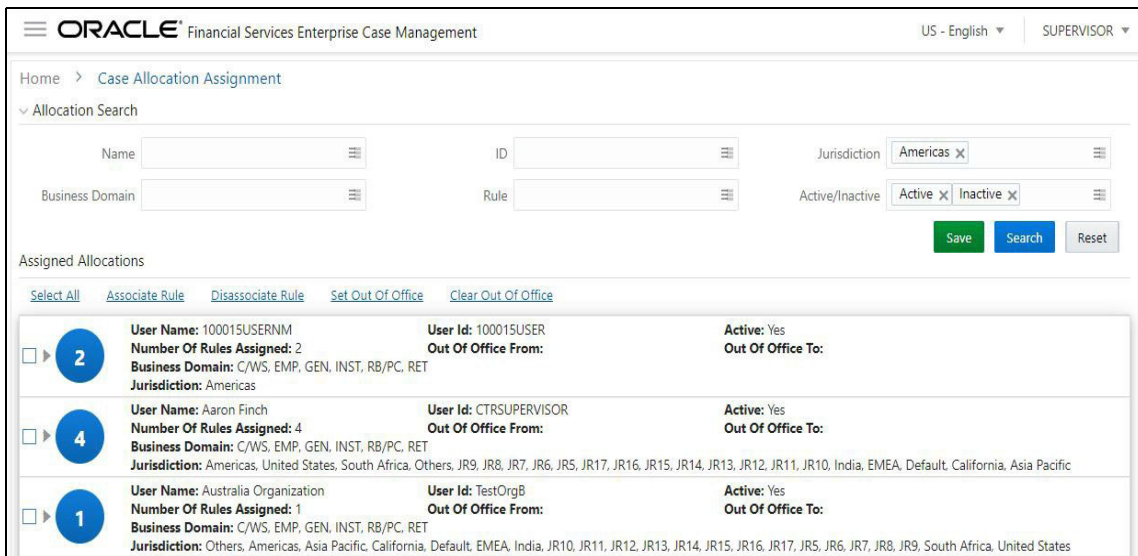 ORACLE Financial Services Enterprise Case Management US - English SUPERVISOR
Home > Case Allocation Assignment
Allocation Search
Name ID Jurisdiction Americas
Business Domain Rule Active/Inactive Active Inactive
Save Search Reset
Assigned Allocations
Select All Associate Rule Disassociate Rule Set Out Of Office Clear Out Of Office
2
User Name: 100015USERNM User Id: 100015USER Active: Yes
Number Of Rules Assigned: 2 Out Of Office From: Out Of Office To:
Business Domain: C/WS, EMP, GEN, INST, RB/PC, RET
Jurisdiction: Americas
4
User Name: Aaron Finch User Id: CTRSUPERVISOR Active: Yes
Number Of Rules Assigned: 4 Out Of Office From: Out Of Office To:
Business Domain: C/WS, EMP, GEN, INST, RB/PC, RET
Jurisdiction: Americas, United States, South Africa, Others, JR9, JR8, JR7, JR6, JR5, JR17, JR16, JR15, JR14, JR13, JR12, JR11, JR10, India, EMEA, Default, California, Asia Pacific
1
User Name: Australia Organization User Id: TestOrgB Active: Yes
Number Of Rules Assigned: 1 Out Of Office From: Out Of Office To:
Business Domain: C/WS, EMP, GEN, INST, RB/PC, RET
Jurisdiction: Others, Americas, Asia Pacific, California, Default, EMEA, India, JR10, JR11, JR12, JR13, JR14, JR15, JR16, JR17, JR5, JR6, JR7, JR8, JR9, South Africa, United States